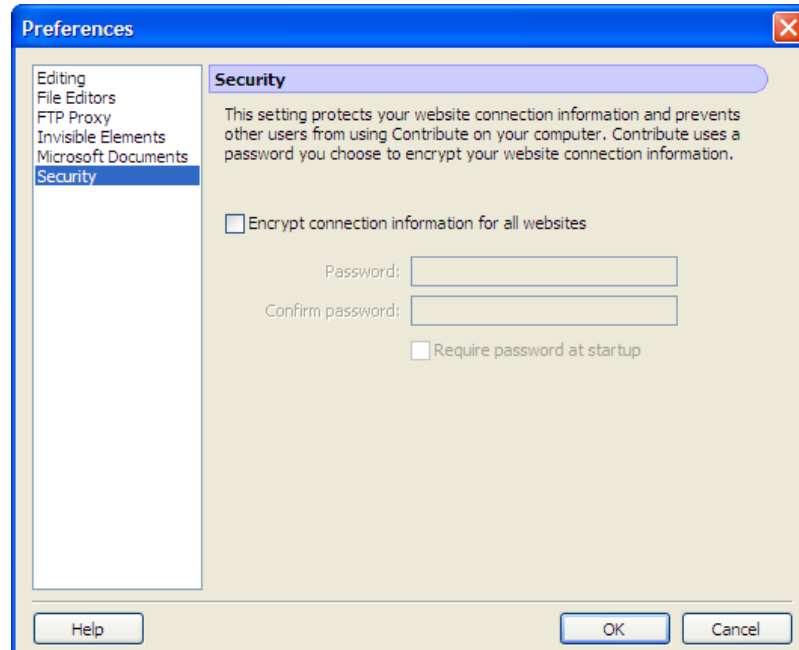 Preferences
Editing
File Editors
FTP Proxy
Invisible Elements
Microsoft Documents
Security
Security
This setting protects your website connection information and prevents
other users from using Contribute on your computer. Contribute uses a
password you choose to encrypt your website connection information.
Encrypt connection information for all websites
Password:
Confirm password:
Require password at startup
Help
OK
Cancel